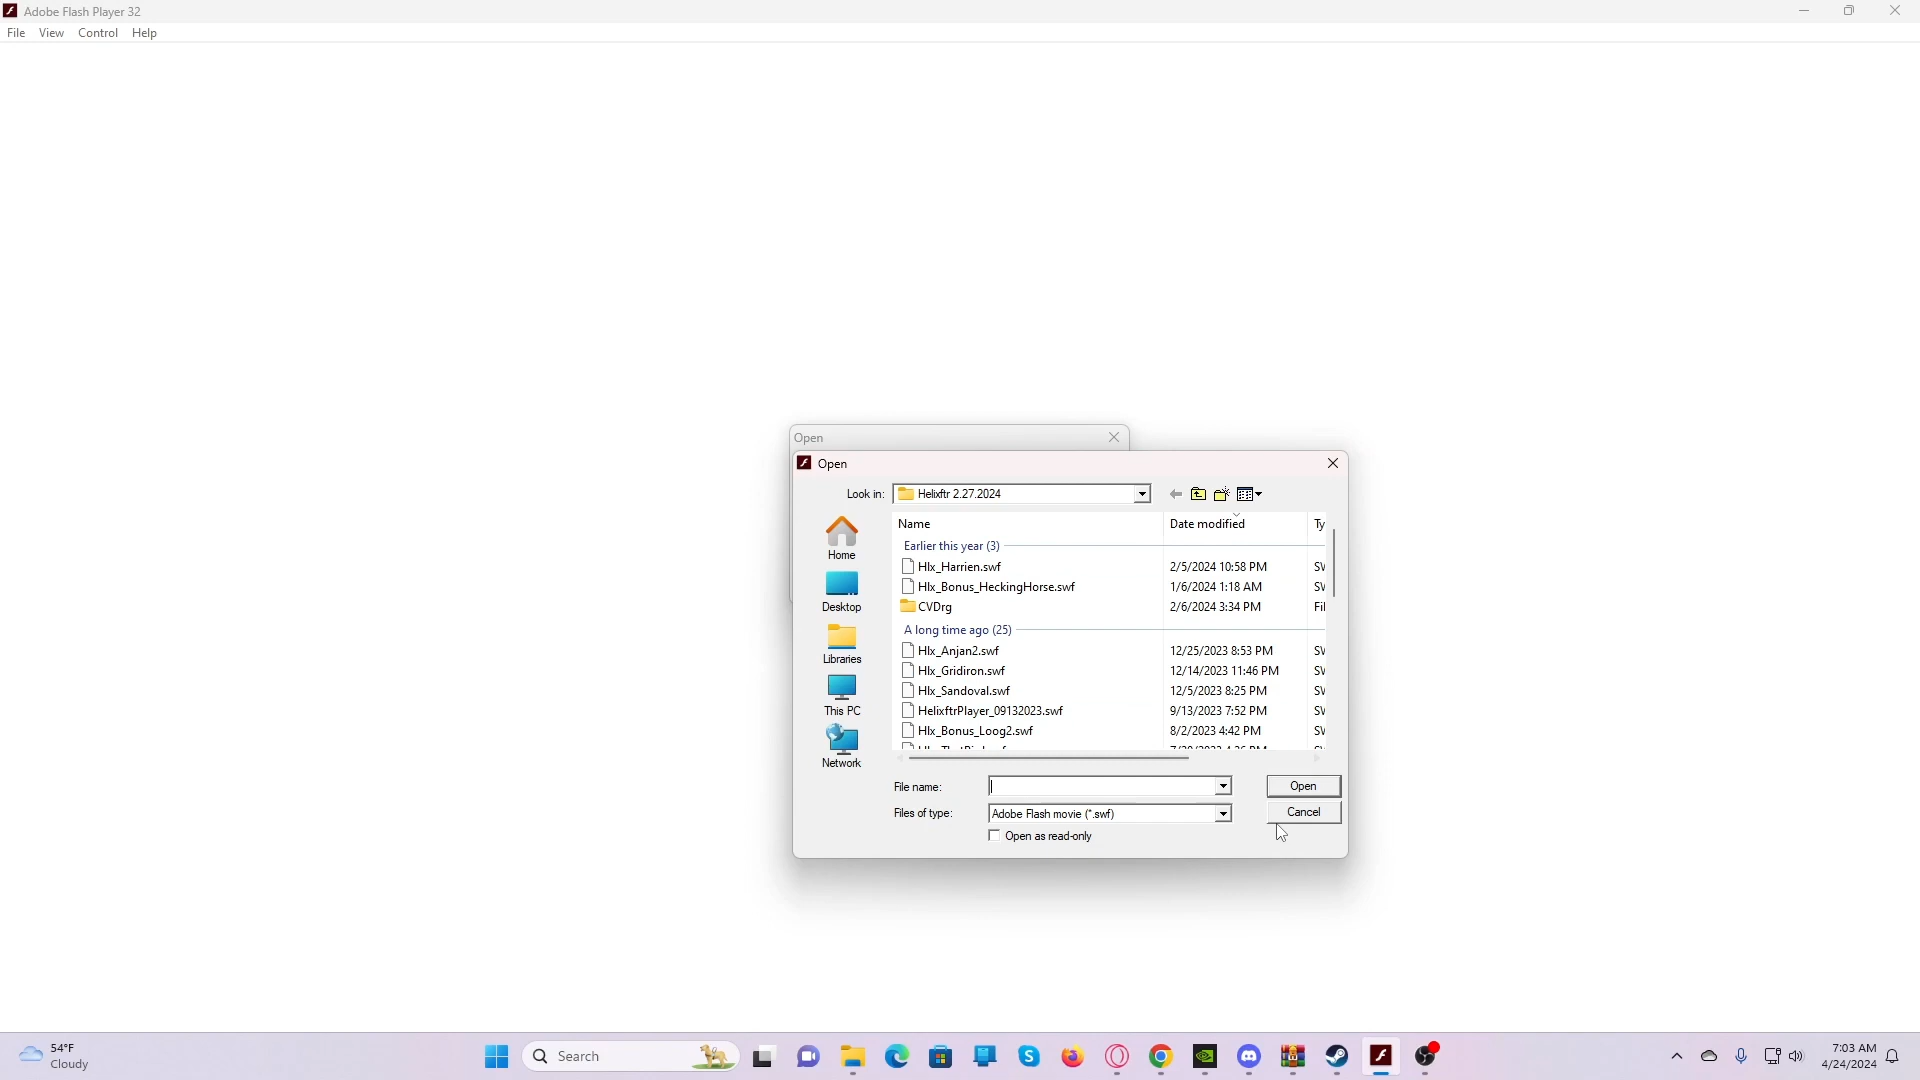 Adobe Flash Player 32
File View Control Help
Open
Open
Look in: Helixftr 2.27.2024
Name Date modified Ty
Earlier this year (3)
Hlx_Harrien.swf 2/5/2024 10:58 PM
Hlx_Bonus_HeckingHorse.swf 1/6/2024 1:18 AM
CVDrg 2/6/2024 3:34 PM Fil
A long time ago (25)
Hlx_Anjan2.swf 12/25/2023 8:53 PM
Hlx_Gridiron.swf 12/14/2023 11:46 PM
Hlx_Sandoval.swf 12/5/2023 8:25 PM
HelixftrPlayer_09132023.swf 9/13/2023 7:52 PM
Hlx_Bonus_Loog2.swf 8/2/2023 4:42 PM
Home
Desktop
Libraries
This PC
Network
File name: Open
Files of type: Adobe Flash movie (*.swf) Cancel
Open as read-only
54°F
Cloudy
Search
7:03 AM
4/24/2024